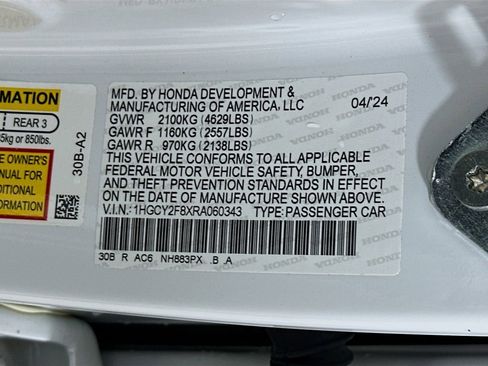 RMATION
REAR 3
5kg or 850lbs.
E OWNER'S
NUAL FOR
DITIONAL
ORMATION
30B-A2
MFD. BY HONDA DEVELOPMENT &
MANUFACTURING OF AMERICA, LLC 04/24
GVWR 2100KG (4629LBS)
GAWR F 1160KG (2557LBS)
GAWR R 970KG (2138LBS)
THIS VEHICLE CONFORMS TO ALL APPLICABLE
FEDERAL MOTOR VEHICLE SAFETY, BUMPER,
AND THEFT PREVENTION STANDARDS IN EFFECT
ON THE DATE OF MANUFACTURE SHOWN ABOVE.
V.I.N.: 1HGCY2F8XRA060343 TYPE: PASSENGER CAR
30B R AC6 NH883PX .B .A